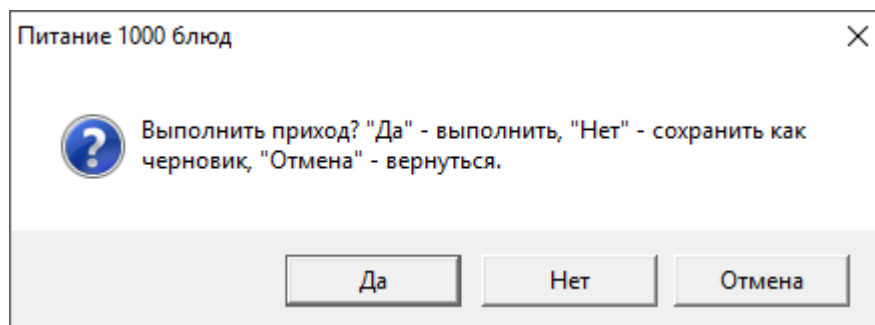 Питание 1000 блюд
Выполнить приход? "Да" - выполнить, "Нет" - сохранить как
черновик, "Отмена" - вернуться.
Да
Нет
Отмена